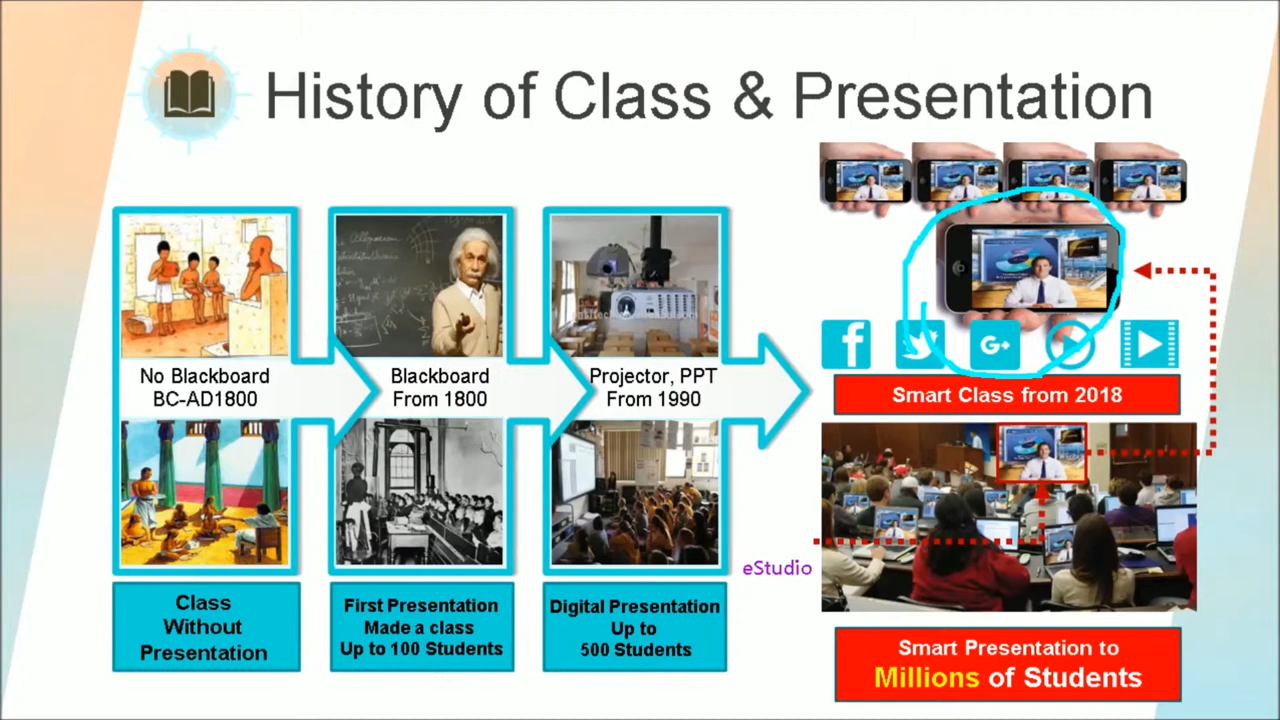 History of Class & Presentation
No Blackboard
BC-AD1800
Blackboard
From 1800
Projector, PPT
From 1990
G+
Smart Class from 2018
eStudio
Class
Without
Presentation
First Presentation
Made a class
Up to 100 Students
Digital Presentation
Up to
500 Students
Smart Presentation to
Millions of Students